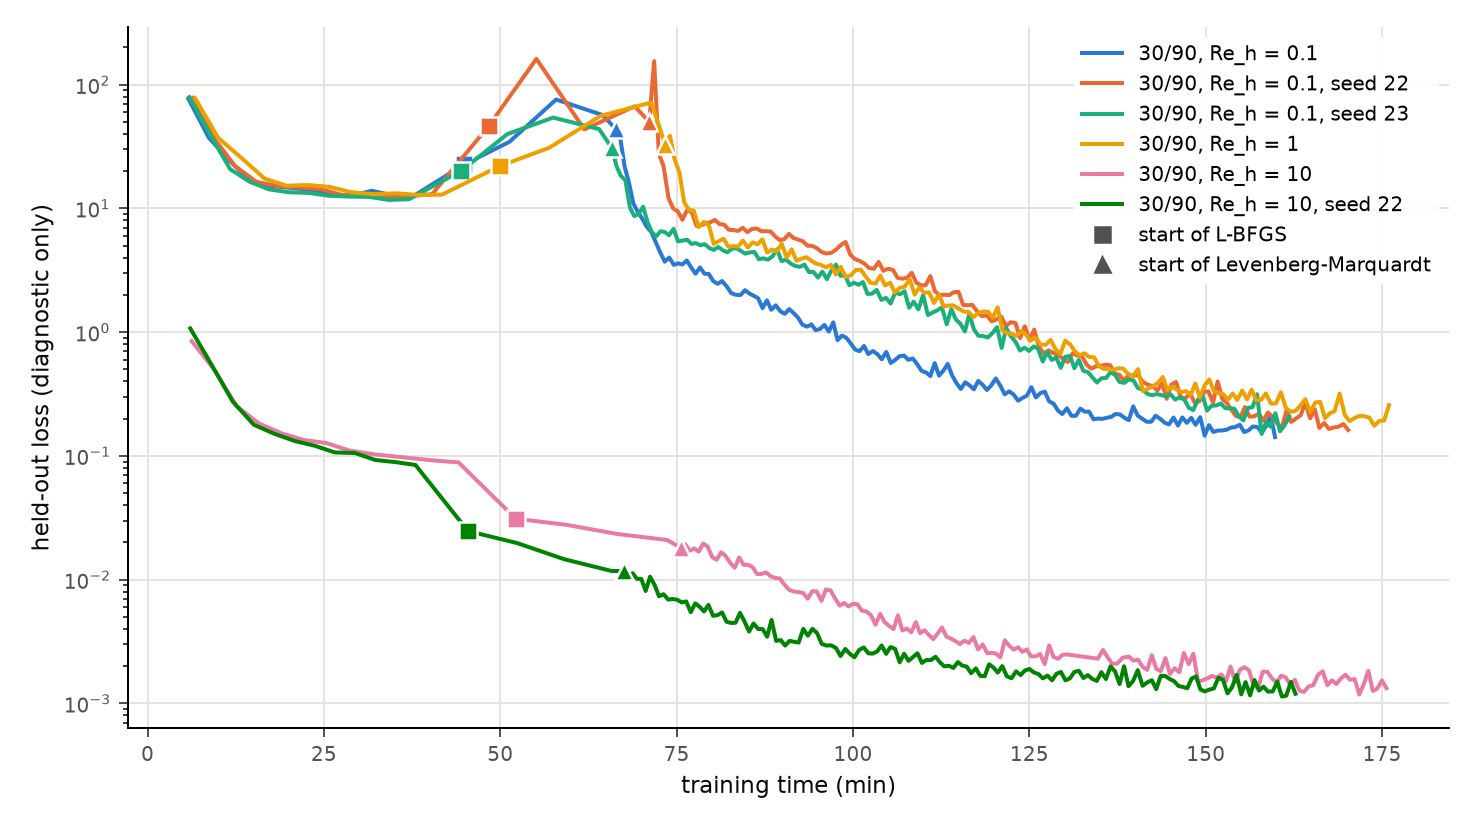 30/90, Re_h = 0.1
30/90, Re_h = 0.1, seed 22
30/90, Re_h = 0.1, seed 23
30/90, Re_h = 1
30/90, Re_h = 10
30/90, Re_h = 10, seed 22
start of L-BFGS
start of Levenberg-Marquardt
held-out loss (diagnostic only)
10²
10¹
10⁰
10⁻¹
10⁻²
10⁻³
0 25 50 75 100 125 150 175
training time (min)